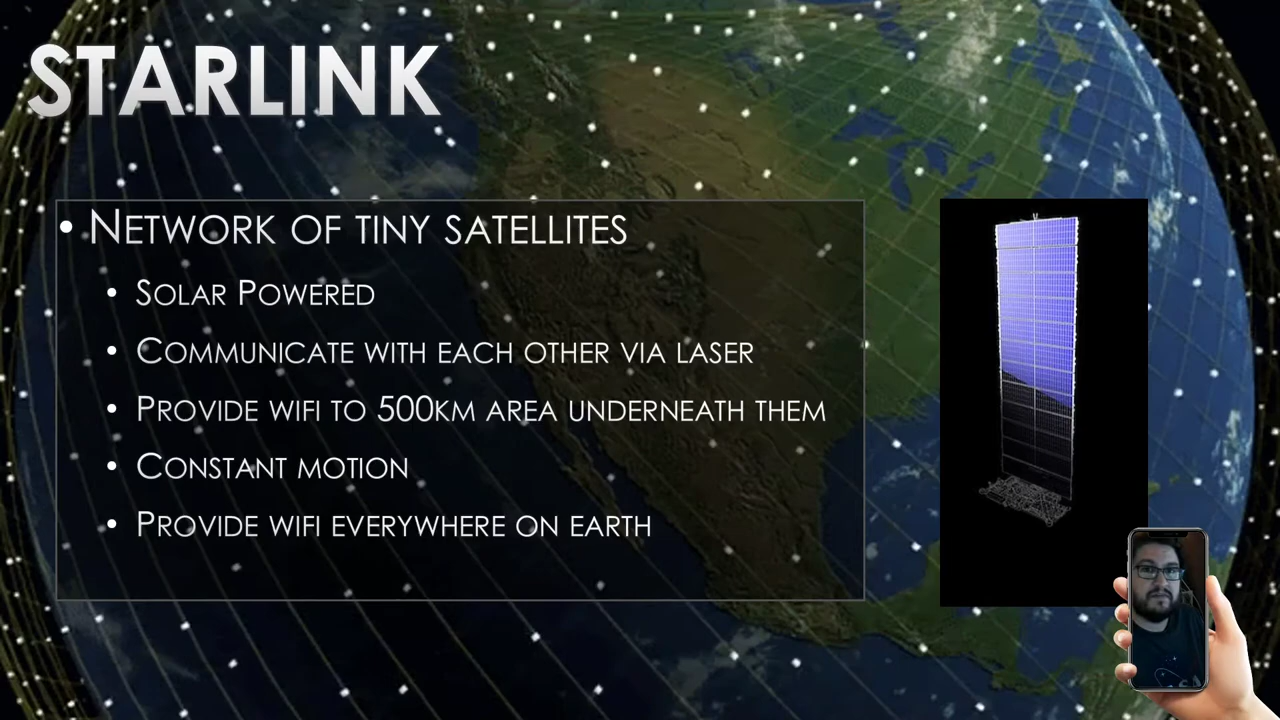 STARLINK
• NETWORK OF TINY SATELLITES
• SOLAR POWERED
• COMMUNICATE WITH EACH OTHER VIA LASER
• PROVIDE WIFI TO 500KM AREA UNDERNEATH THEM
• CONSTANT MOTION
• PROVIDE WIFI EVERYWHERE ON EARTH